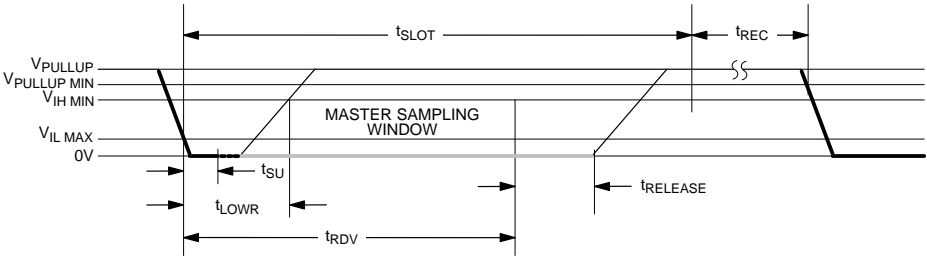 tSLOT
tREC
VPULLUP
VPULLUP MIN
VIH MIN
MASTER SAMPLING
WINDOW
VIL MAX
0V
tSU
tRELEASE
tLOWR
tRDV